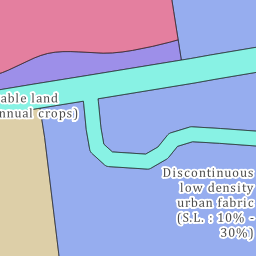 able land
nnual crops)
Discontinuous
low density
urban fabric
(S.L. : 10% -
30%)